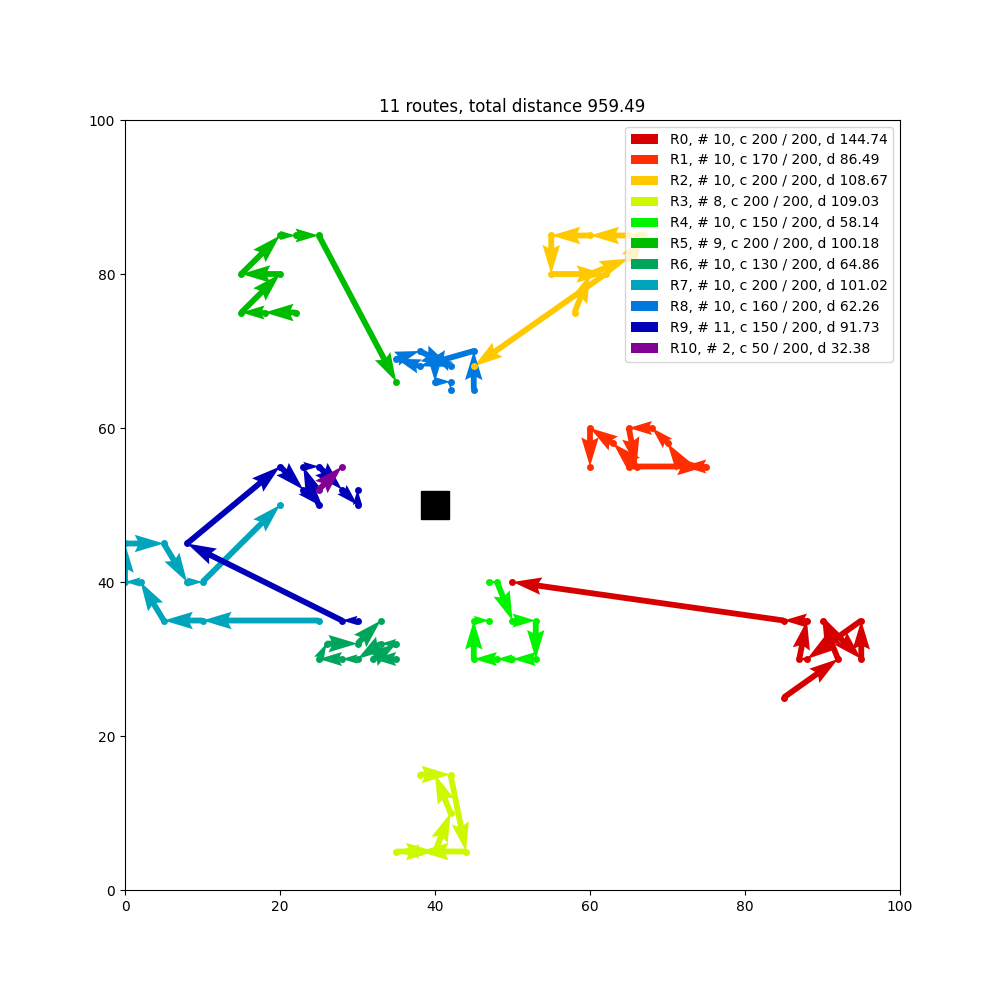 11 routes, total distance 959.49
100
80
60
40
20
0
0 20 40 60 80 100
R0, # 10, c 200 / 200, d 144.74
R1, # 10, c 170 / 200, d 86.49
R2, # 10, c 200 / 200, d 108.67
R3, # 8, c 200 / 200, d 109.03
R4, # 10, c 150 / 200, d 58.14
R5, # 9, c 200 / 200, d 100.18
R6, # 10, c 130 / 200, d 64.86
R7, # 10, c 200 / 200, d 101.02
R8, # 10, c 160 / 200, d 62.26
R9, # 11, c 150 / 200, d 91.73
R10, # 2, c 50 / 200, d 32.38